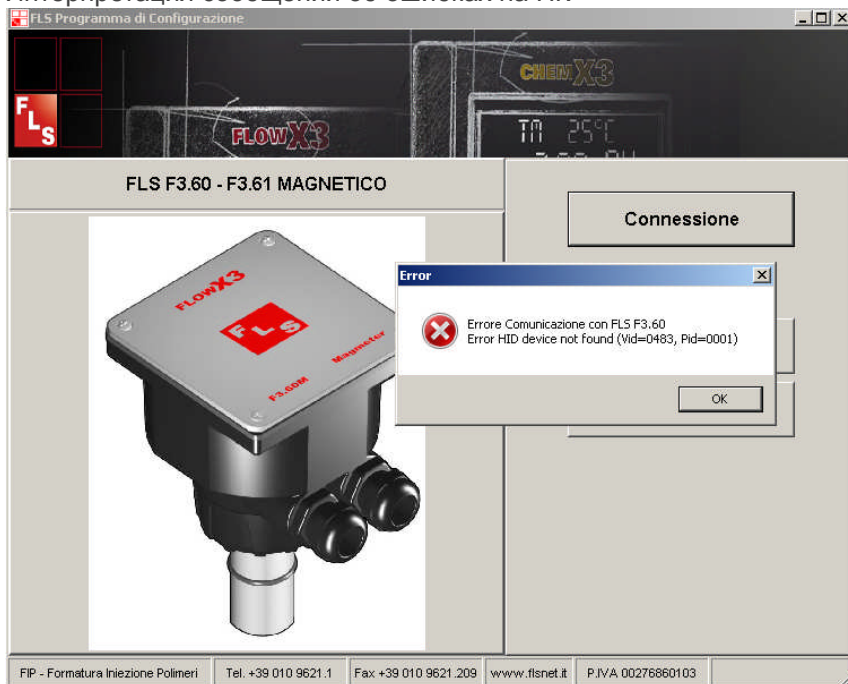 FLS Programma di Configurazione
CHEM X3
FLS
FLOW X3
TM 25°C
FLS F3.60 - F3.61 MAGNETICO
Connessione
FLOW X3
FLS
Magmeter
F3.60M
Error
Errore Comunicazione con FLS F3.60
Error HID device not found (Vid=0483, Pid=0001)
OK
FIP - Formatura Iniezione Polimeri Tel. +39 010 9621.1 Fax +39 010 9621.209 www.flsnet.it P.IVA 00276860103